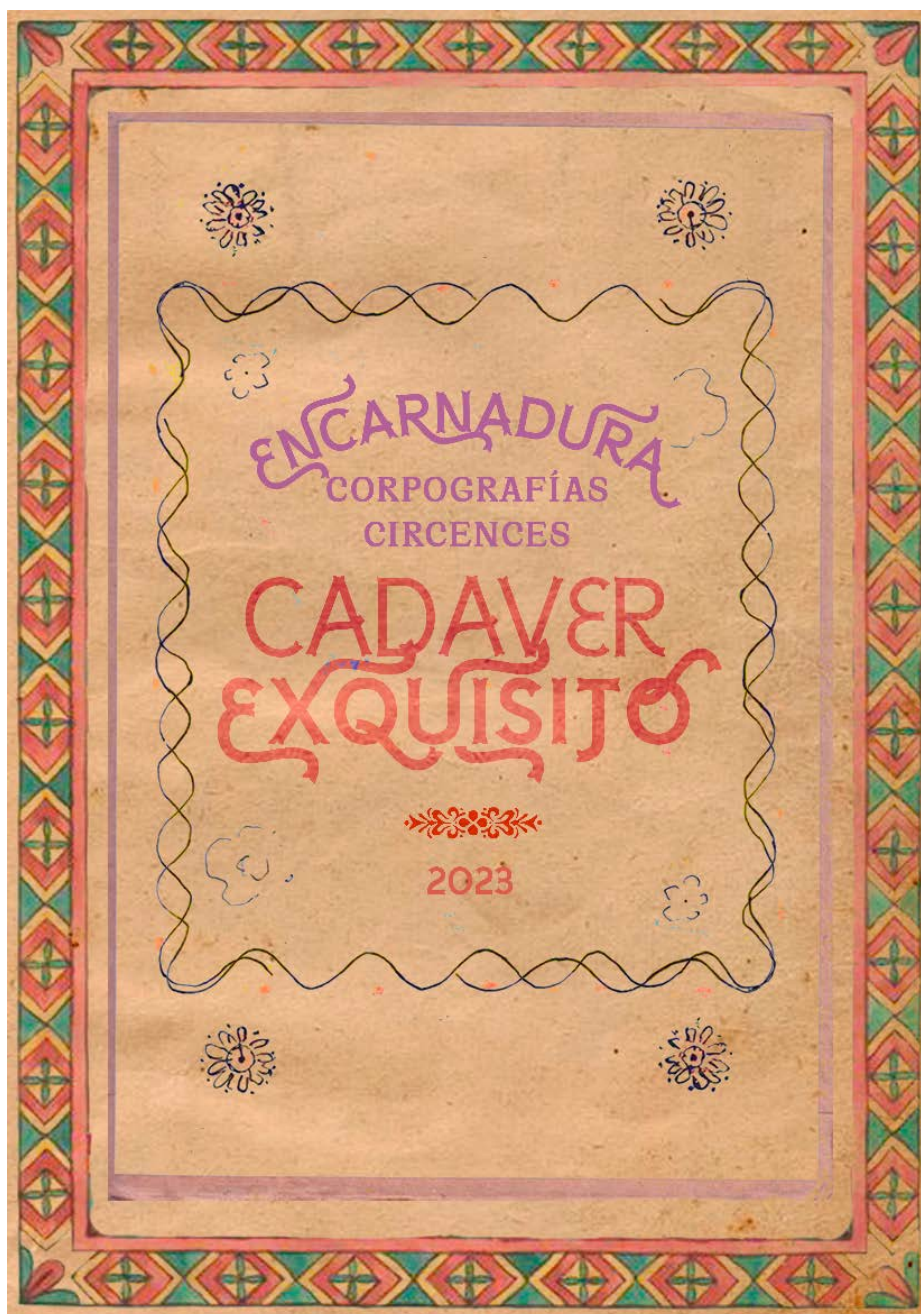 ENCARNADURA
CORPOGRAFÍAS
CIRCENCES
CADAVER
EXQUISITO
2023